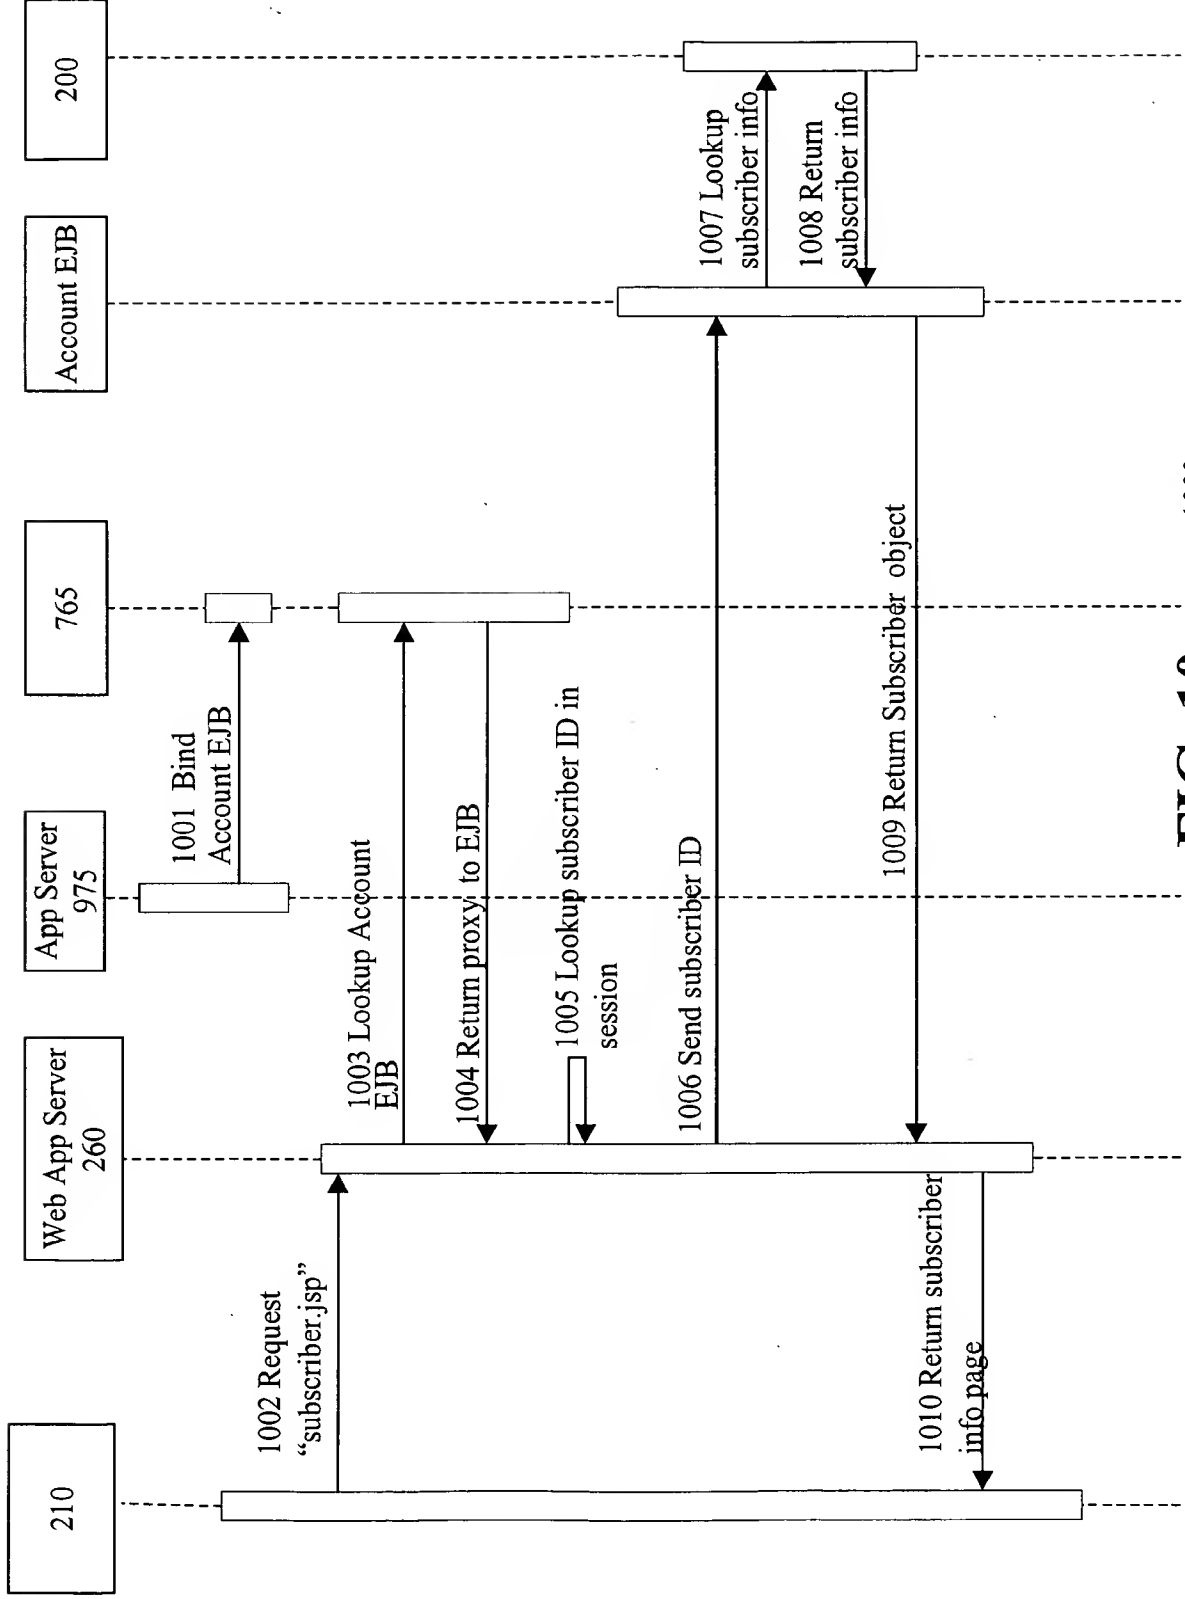 210
Web App Server
260
App Server
975
765
Account EJB
200
1001 Bind
Account EJB
1002 Request
“subscriber.jsp”
1003 Lookup Account
EJB
1004 Return proxy to EJB
1005 Lookup subscriber ID in
session
1006 Send subscriber ID
1007 Lookup
subscriber info
1008 Return
subscriber info
1009 Return Subscriber object
1010 Return subscriber
info page